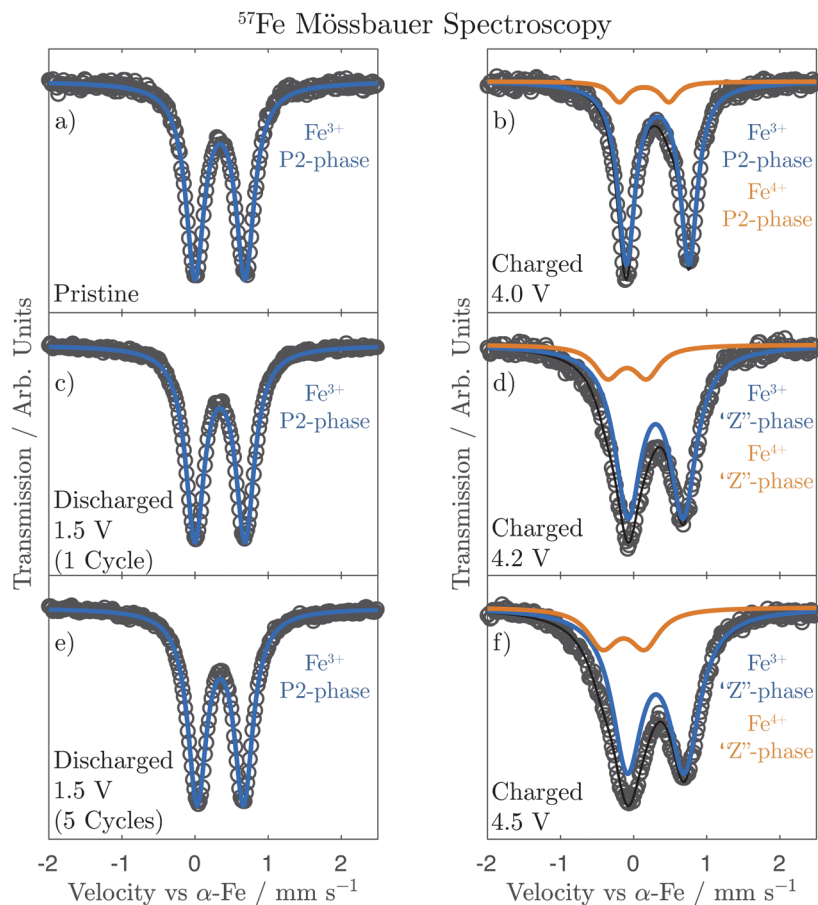 ⁵⁷Fe Mössbauer Spectroscopy
a)
Fe³⁺
P2-phase
Pristine
b)
Fe³⁺
P2-phase
Fe⁴⁺
P2-phase
Charged
4.0 V
c)
Fe³⁺
P2-phase
Discharged
1.5 V
(1 Cycle)
d)
Fe³⁺
“Z”-phase
Fe⁴⁺
“Z”-phase
Charged
4.2 V
e)
Fe³⁺
P2-phase
Discharged
1.5 V
(5 Cycles)
f)
Fe³⁺
“Z”-phase
Fe⁴⁺
“Z”-phase
Charged
4.5 V
Transmission / Arb. Units
Transmission / Arb. Units
-2 -1 0 1 2
-2 -1 0 1 2
Velocity vs α-Fe / mm s⁻¹
Velocity vs α-Fe / mm s⁻¹